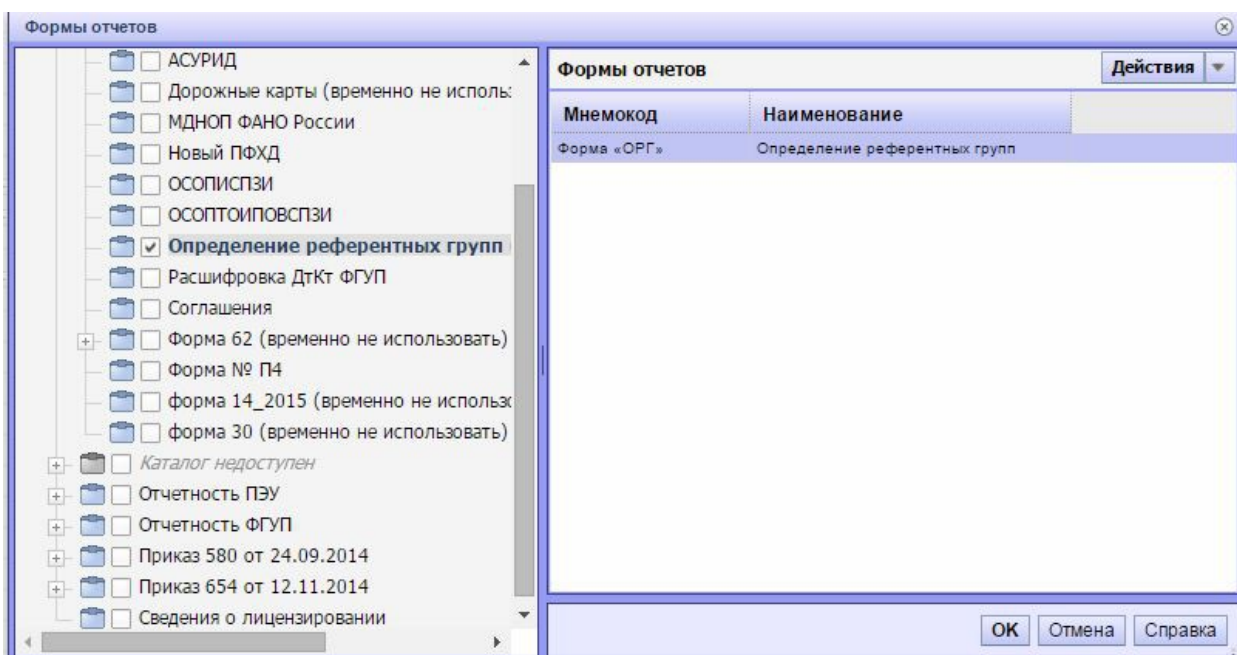 Формы отчетов
АСУРИД
Дорожные карты (временно не исполь:
МДНОП ФАНО России
Новый ПФХД
ОСОПИСПЗИ
ОСОПТОИПОВСПЗИ
Определение референтных групп
Расшифровка ДтКт ФГУП
Соглашения
Форма 62 (временно не использовать)
Форма № П4
форма 14_2015 (временно не использо
форма 30 (временно не использовать)
Каталог недоступен
Отчетность ПЭУ
Отчетность ФГУП
Приказ 580 от 24.09.2014
Приказ 654 от 12.11.2014
Сведения о лицензировании
Формы отчетов Действия
Мнемокод Наименование
Форма «ОРГ» Определение референтных групп
OK Отмена Справка